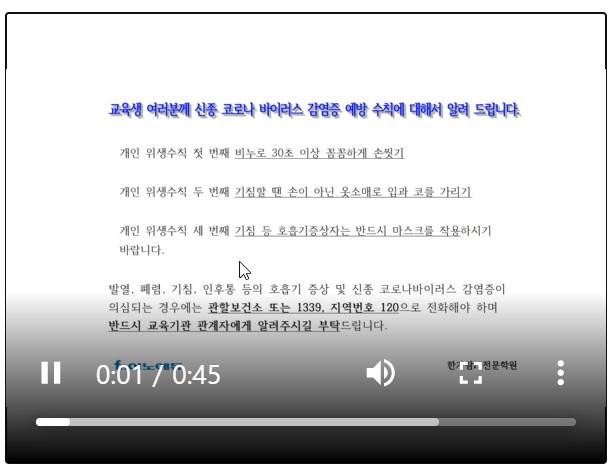 교육생 여러분께 신종 코로나 바이러스 감염증 예방 수칙에 대해서 알려 드립니다.
개인 위생수칙 첫 번째 비누로 30초 이상 꼼꼼하게 손씻기
개인 위생수칙 두 번째 기침할 땐 손이 아닌 옷소매로 입과 코를 가리기
개인 위생수칙 세 번째 기침 등 호흡기증상자는 반드시 마스크를 착용하시기
바랍니다.
발열, 폐렴, 기침, 인후통 등의 호흡기 증상 및 신종 코로나바이러스 감염증이
의심되는 경우에는 관할보건소 또는 1339, 지역번호 120으로 전화해야 하며
반드시 교육기관 관계자에게 알려주시길 부탁드립니다.
전문학원
0:01 / 0:45